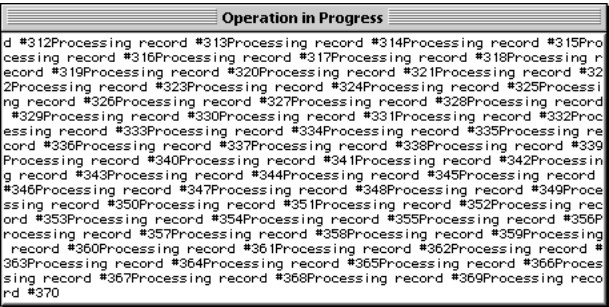 Operation in Progress
d #312Processing record #313Processing record #314Processing record #315Pro
cessing record #316Processing record #317Processing record #318Processing r
ecord #319Processing record #320Processing record #321Processing record #32
2Processing record #323Processing record #324Processing record #325Processi
ng record #326Processing record #327Processing record #328Processing record
 #329Processing record #330Processing record #331Processing record #332Proc
essing record #333Processing record #334Processing record #335Processing re
cord #336Processing record #337Processing record #338Processing record #339
Processing record #340Processing record #341Processing record #342Processin
g record #343Processing record #344Processing record #345Processing record 
#346Processing record #347Processing record #348Processing record #349Proce
ssing record #350Processing record #351Processing record #352Processing rec
ord #353Processing record #354Processing record #355Processing record #356P
rocessing record #357Processing record #358Processing record #359Processing
 record #360Processing record #361Processing record #362Processing record #
363Processing record #364Processing record #365Processing record #366Proces
sing record #367Processing record #368Processing record #369Processing reco
rd #370